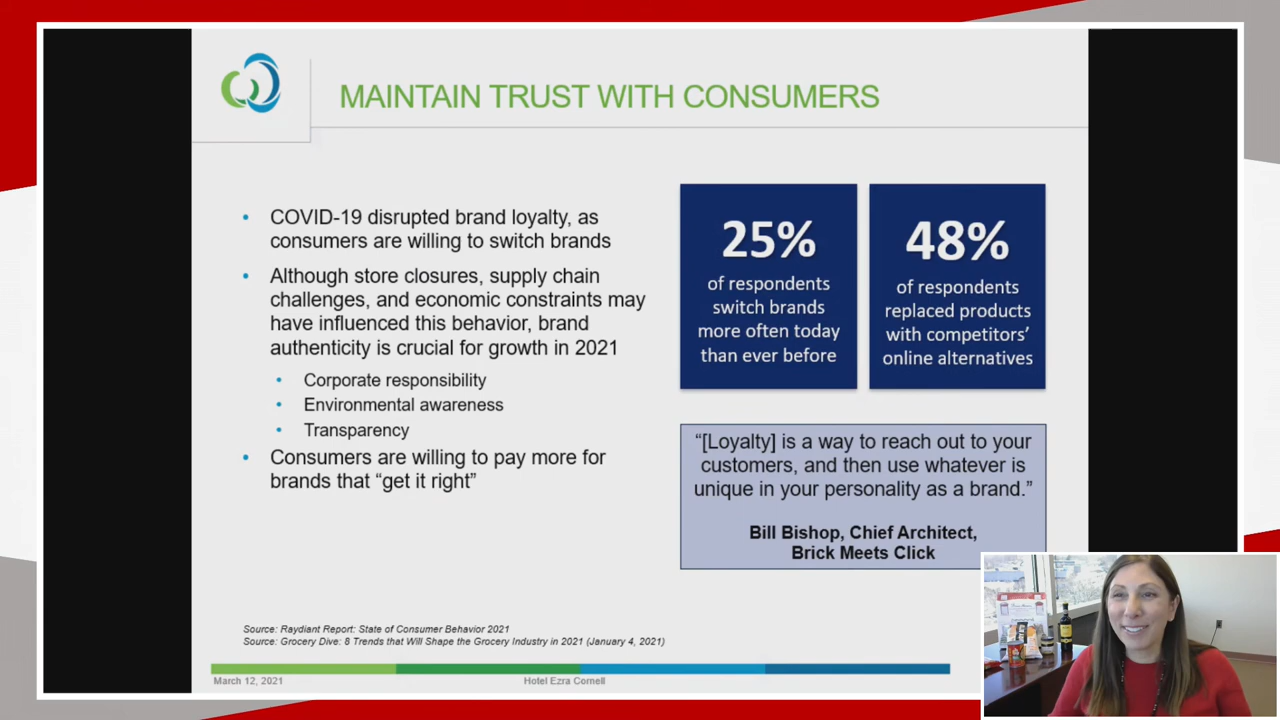 MAINTAIN TRUST WITH CONSUMERS
• COVID-19 disrupted brand loyalty, as
consumers are willing to switch brands
• Although store closures, supply chain
challenges, and economic constraints may
have influenced this behavior, brand
authenticity is crucial for growth in 2021
• Corporate responsibility
• Environmental awareness
• Transparency
• Consumers are willing to pay more for
brands that “get it right”
25%
of respondents
switch brands
more often today
than ever before
48%
of respondents
replaced products
with competitors’
online alternatives
“[Loyalty] is a way to reach out to your
customers, and then use whatever is
unique in your personality as a brand.”
Bill Bishop, Chief Architect,
Brick Meets Click
Source: Raydiant Report: State of Consumer Behavior 2021
Source: Grocery Dive: 8 Trends that Will Shape the Grocery Industry in 2021 (January 4, 2021)
March 12, 2021
Hotel Ezra Cornell